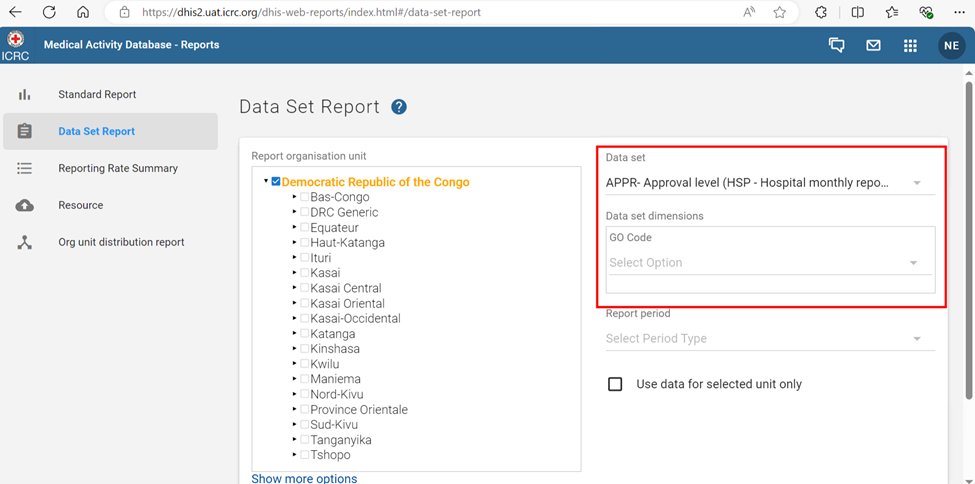 https://dhis2.uat.icrc.org/dhis-web-reports/index.html#/data-set-report
ICRC
Medical Activity Database - Reports
NE
Standard Report
Data Set Report
Reporting Rate Summary
Resource
Org unit distribution report
Data Set Report
Report organisation unit
Democratic Republic of the Congo
Bas-Congo
DRC Generic
Equateur
Haut-Katanga
Ituri
Kasai
Kasai Central
Kasai Oriental
Kasai-Occidental
Katanga
Kinshasa
Kwilu
Maniema
Nord-Kivu
Province Orientale
Sud-Kivu
Tanganyika
Tshopo
Show more options
Data set
APPR- Approval level (HSP - Hospital monthly repo...
Data set dimensions
GO Code
Select Option
Report period
Select Period Type
Use data for selected unit only